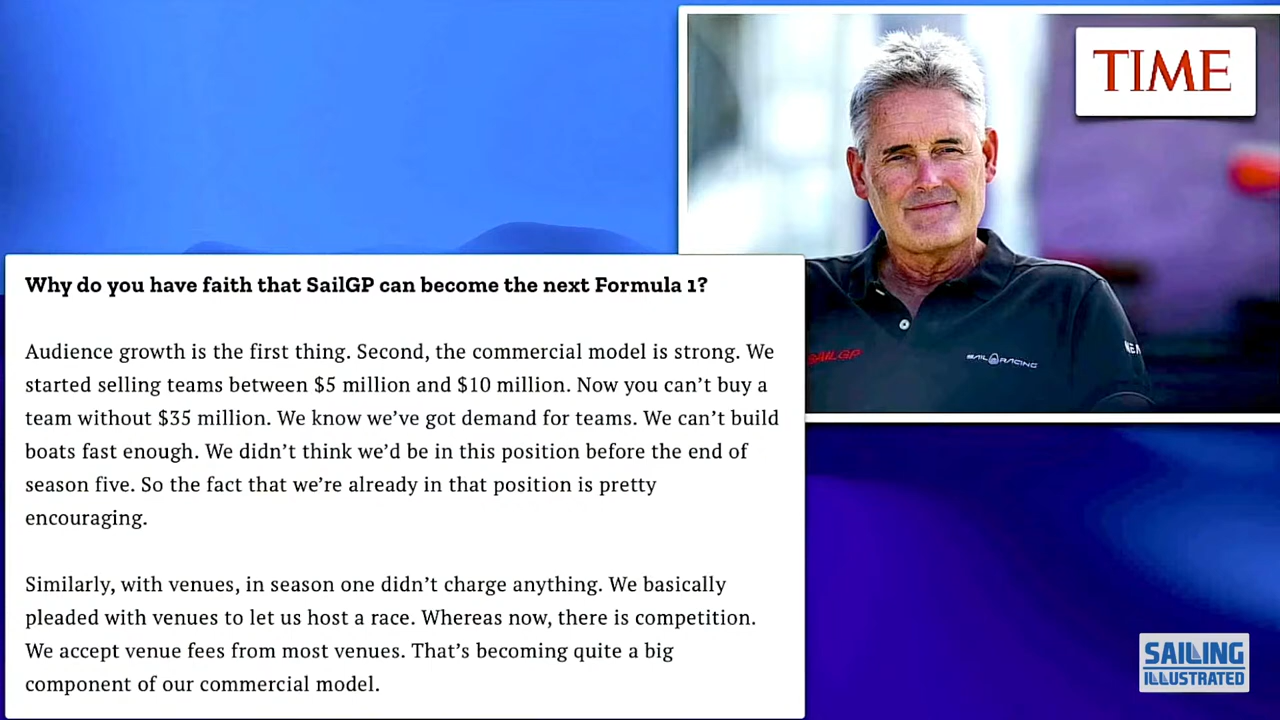 TIME
Why do you have faith that SailGP can become the next Formula 1?
Audience growth is the first thing. Second, the commercial model is strong. We
started selling teams between $5 million and $10 million. Now you can’t buy a
team without $35 million. We know we’ve got demand for teams. We can’t build
boats fast enough. We didn’t think we’d be in this position before the end of
season five. So the fact that we’re already in that position is pretty
encouraging.
Similarly, with venues, in season one didn’t charge anything. We basically
pleaded with venues to let us host a race. Whereas now, there is competition.
We accept venue fees from most venues. That’s becoming quite a big
component of our commercial model.
SAILGP
SAIL RACING
SAILING
ILLUSTRATED